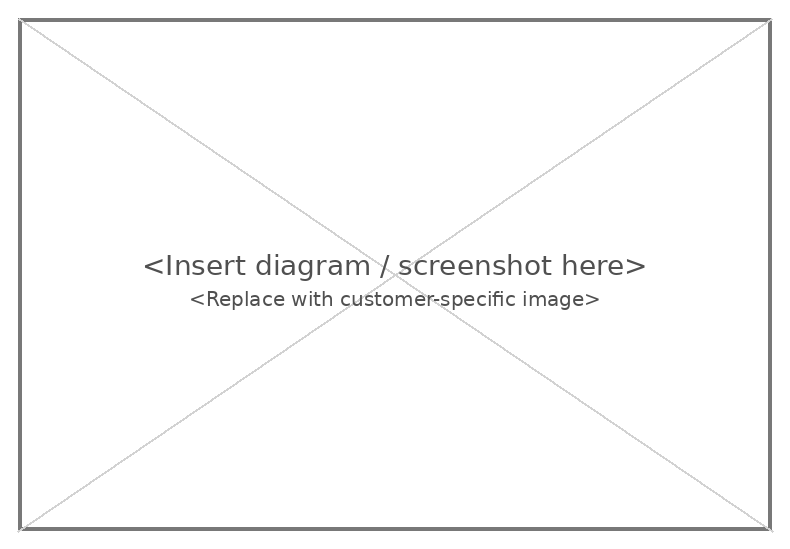 <Insert diagram / screenshot here>
<Replace with customer-specific image>